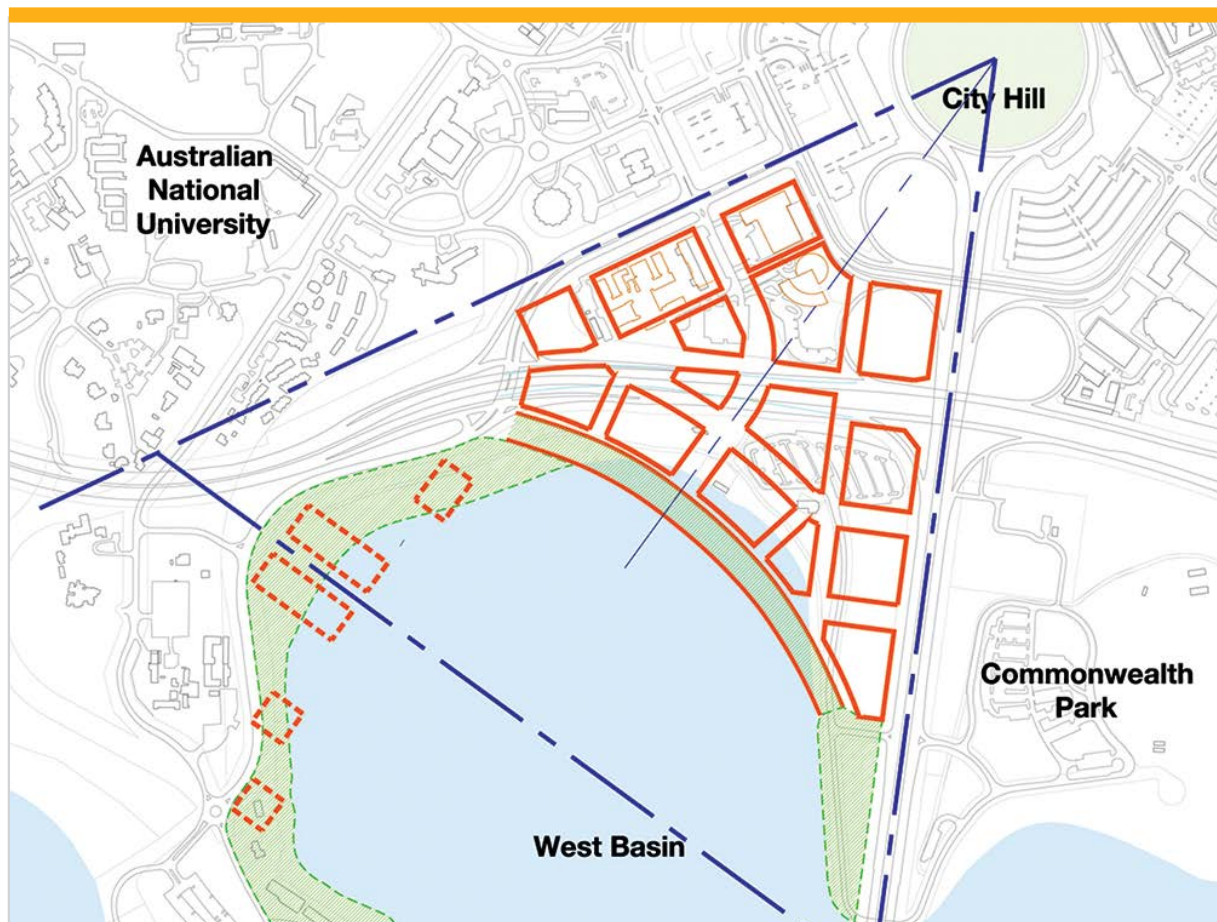 City Hill
Australian
National
University
Commonwealth
Park
West Basin